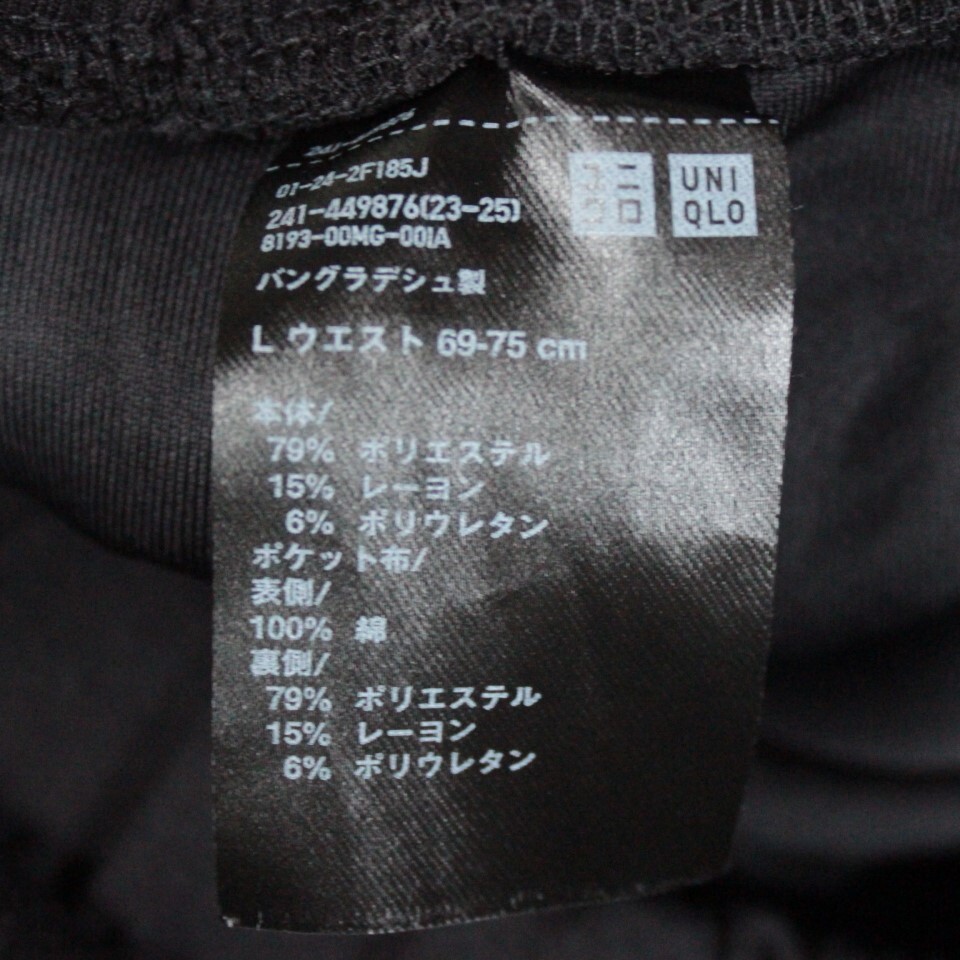 01-24-2F185J
241-449876(23-25)
8193-00MG-00IA
ユニ
クロ
UNI
QLO
バングラデシュ製
L ウエスト 69-75 cm
本体/
79% ポリエステル
15% レーヨン
6% ポリウレタン
ポケット布/
表側/
100% 綿
裏側/
79% ポリエステル
15% レーヨン
6% ポリウレタン